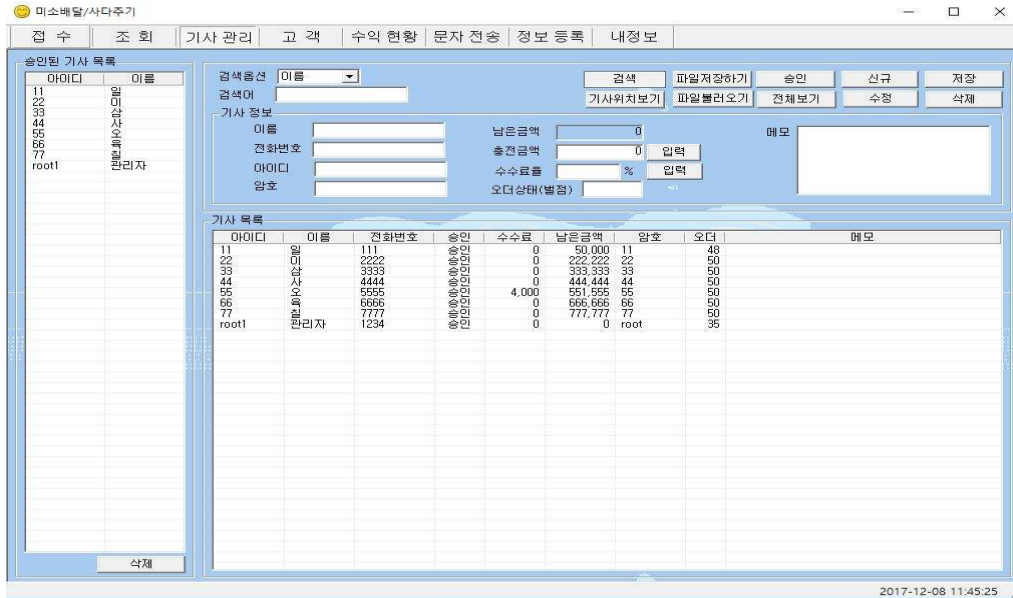 미소배달/사다주기
접 수 조 회 기사 관리 고 객 수익 현황 문자 전송 정보 등록 내정보
승인된 기사 목록
아이디 이름
11 일
22 이
33 삼
44 사
55 오
66 육
77 칠
root1 관리자
삭제
검색옵션 이름 검색 파일저장하기 승인 신규 저장
검색어 기사위치보기 파일불러오기 전체보기 수정 삭제
기사 정보
이름 남은금액 0 메모
전화번호 충전금액 0 입력
아이디 수수료율 % 입력
암호 오더상태(벌점)
기사 목록
아이디 이름 전화번호 승인 수수료 남은금액 암호 오더 메모
11 일 111 승인 0 50,000 11 48
22 이 2222 승인 0 222,222 22 50
33 삼 3333 승인 0 333,333 33 50
44 사 4444 승인 0 444,444 44 50
55 오 5555 승인 4,000 551,555 55 50
66 육 6666 승인 0 666,666 66 50
77 칠 7777 승인 0 777,777 77 50
root1 관리자 1234 승인 0 0 root 35
2017-12-08 11:45:25